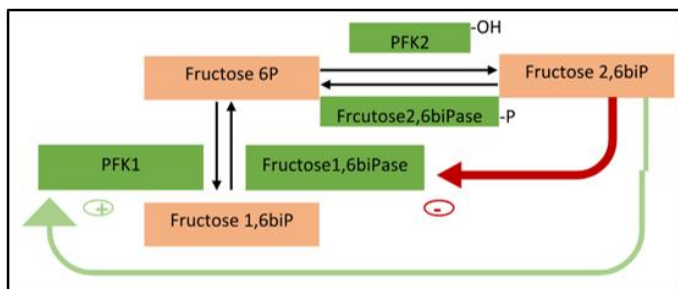 -OH
PFK2
Fructose 6P
Fructose 2,6biP
Frcutose2,6biPase
-P
PFK1
Fructose1,6biPase
+
-
Fructose 1,6biP